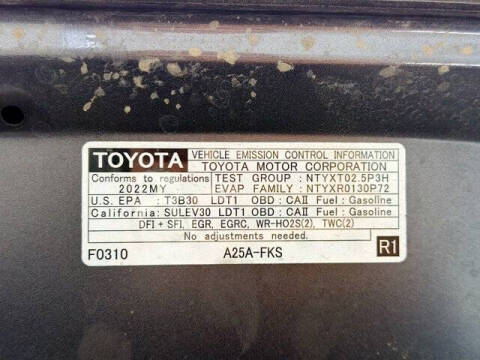 TOYOTA VEHICLE EMISSION CONTROL INFORMATION
TOYOTA MOTOR CORPORATION
Conforms to regulations TEST GROUP : NTYXT02.5P3H
2022MY EVAP FAMILY : NTYXR0130P72
U.S. EPA : T3B30 LDT1 OBD : CAII Fuel : Gasoline
California: SULEV30 LDT1 OBD : CAII Fuel : Gasoline
DFI + SFI, EGR, EGRC, WR-HO2S(2), TWC(2)
No adjustments needed.
F0310 A25A-FKS R1